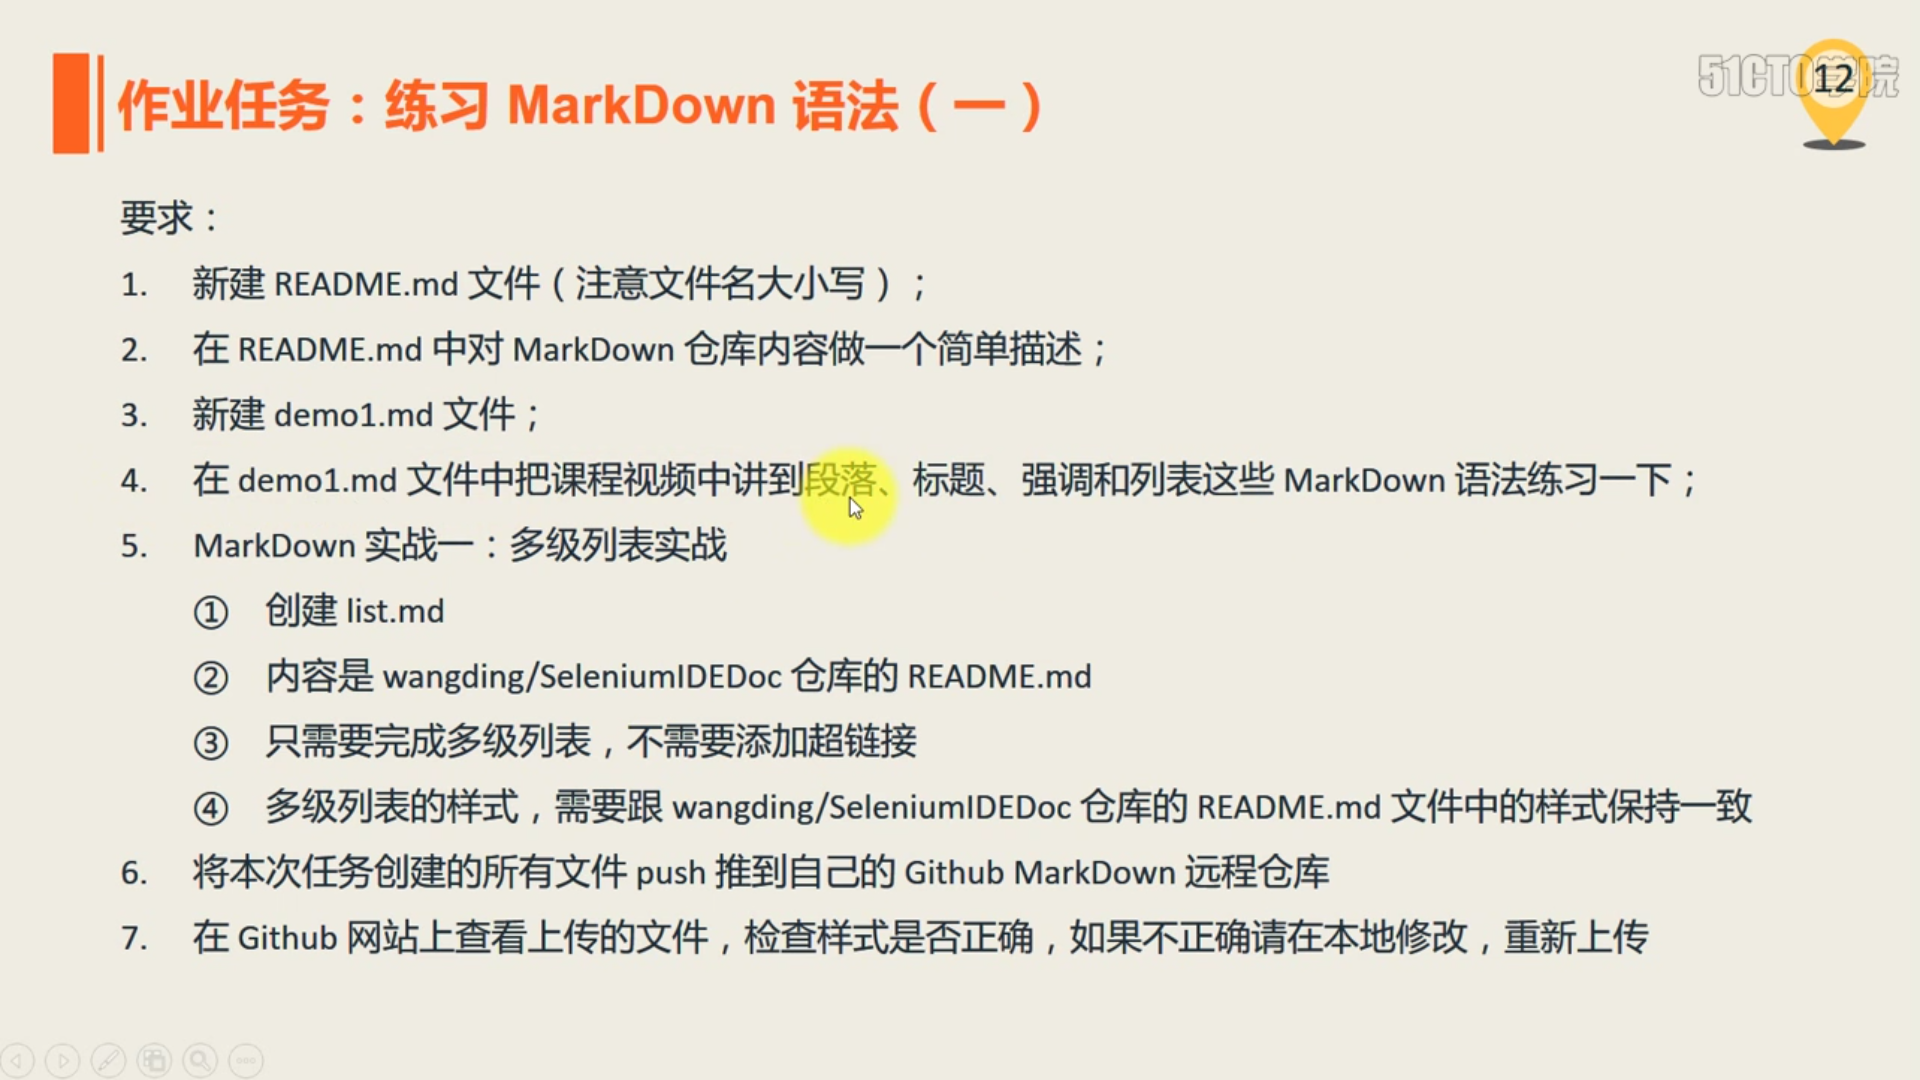 作业任务：练习 MarkDown 语法（一）
51CTO学院
12
要求：
1. 新建 README.md 文件（注意文件名大小写）；
2. 在 README.md 中对 MarkDown 仓库内容做一个简单描述；
3. 新建 demo1.md 文件；
4. 在 demo1.md 文件中把课程视频中讲到段落、标题、强调和列表这些 MarkDown 语法练习一下；
5. MarkDown 实战一：多级列表实战
① 创建 list.md
② 内容是 wangding/SeleniumIDEDoc 仓库的 README.md
③ 只需要完成多级列表，不需要添加超链接
④ 多级列表的样式，需要跟 wangding/SeleniumIDEDoc 仓库的 README.md 文件中的样式保持一致
6. 将本次任务创建的所有文件 push 推到自己的 Github MarkDown 远程仓库
7. 在 Github 网站上查看上传的文件，检查样式是否正确，如果不正确请在本地修改，重新上传